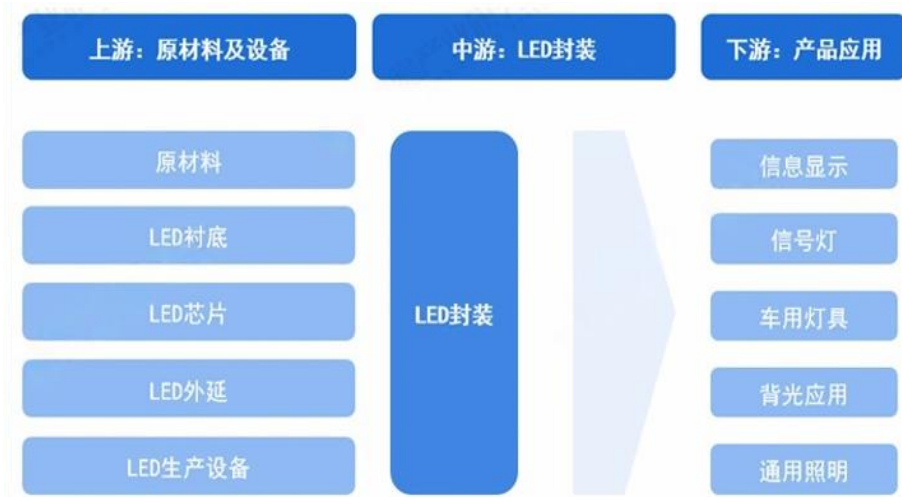 上游：原材料及设备
中游：LED封装
下游：产品应用
原材料
LED衬底
LED芯片
LED外延
LED生产设备
LED封装
信息显示
信号灯
车用灯具
背光应用
通用照明